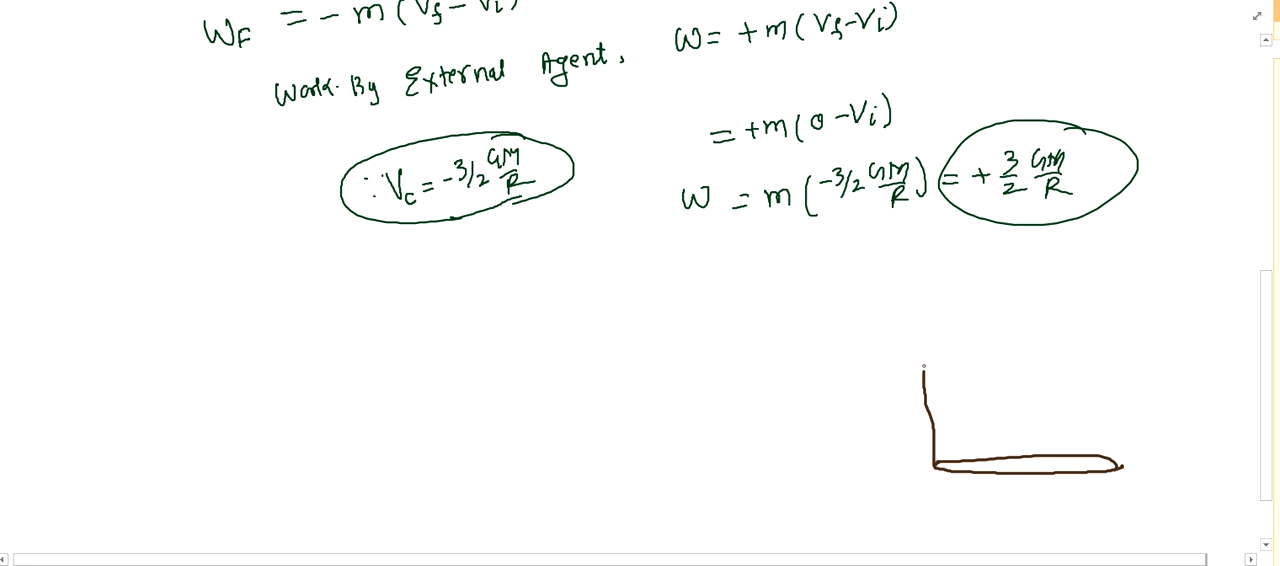 W_F = - m (V_f - V_i)
Work By External Agent, W = +m (V_f - V_i)
= +m (0 - V_i)
∵ V_c = -3/2 GM/R
W = m (-3/2 GM/R) = + 3/2 GM/R